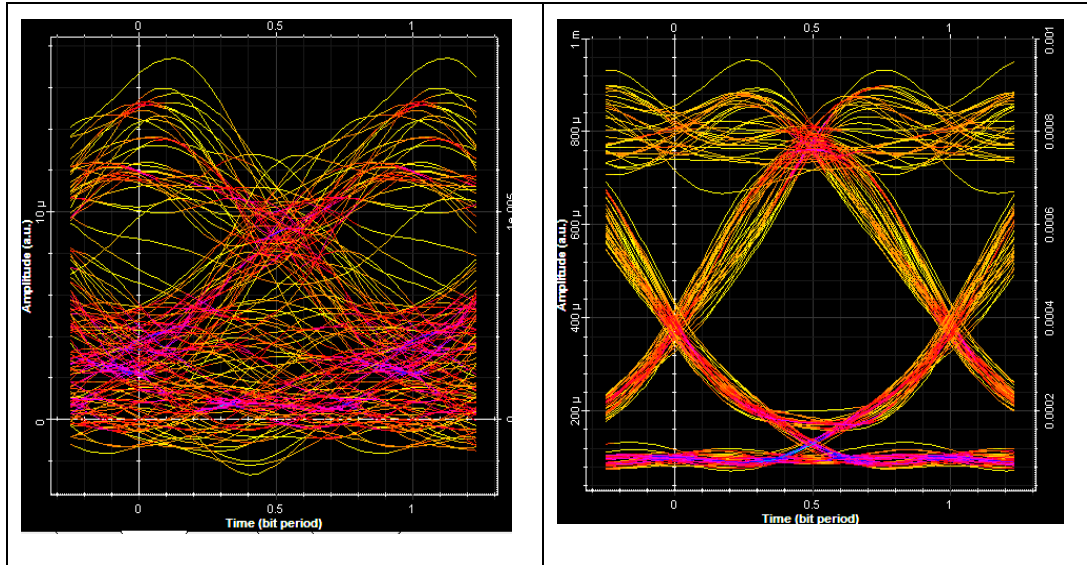 0 0.5 1
Amplitude (a.u.)
10 µ
0
1e-005
0
0 0.5 1
Time (bit period)
0 0.5 1
Amplitude (a.u.)
1 m
800 µ
600 µ
400 µ
200 µ
0.001
0.0008
0.0006
0.0004
0.0002
0 0.5 1
Time (bit period)